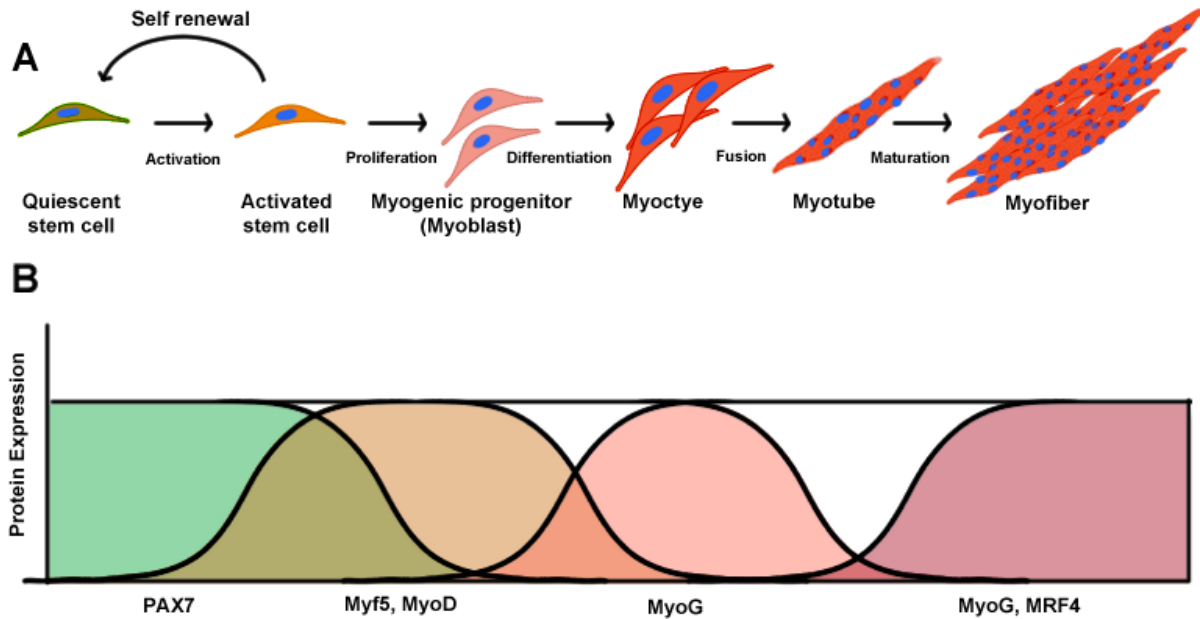 Self renewal
A
Activation
Proliferation
Differentiation
Fusion
Maturation
Quiescent
stem cell
Activated
stem cell
Myogenic progenitor
(Myoblast)
Myoctye
Myotube
Myofiber
B
Protein Expression
PAX7
Myf5, MyoD
MyoG
MyoG, MRF4